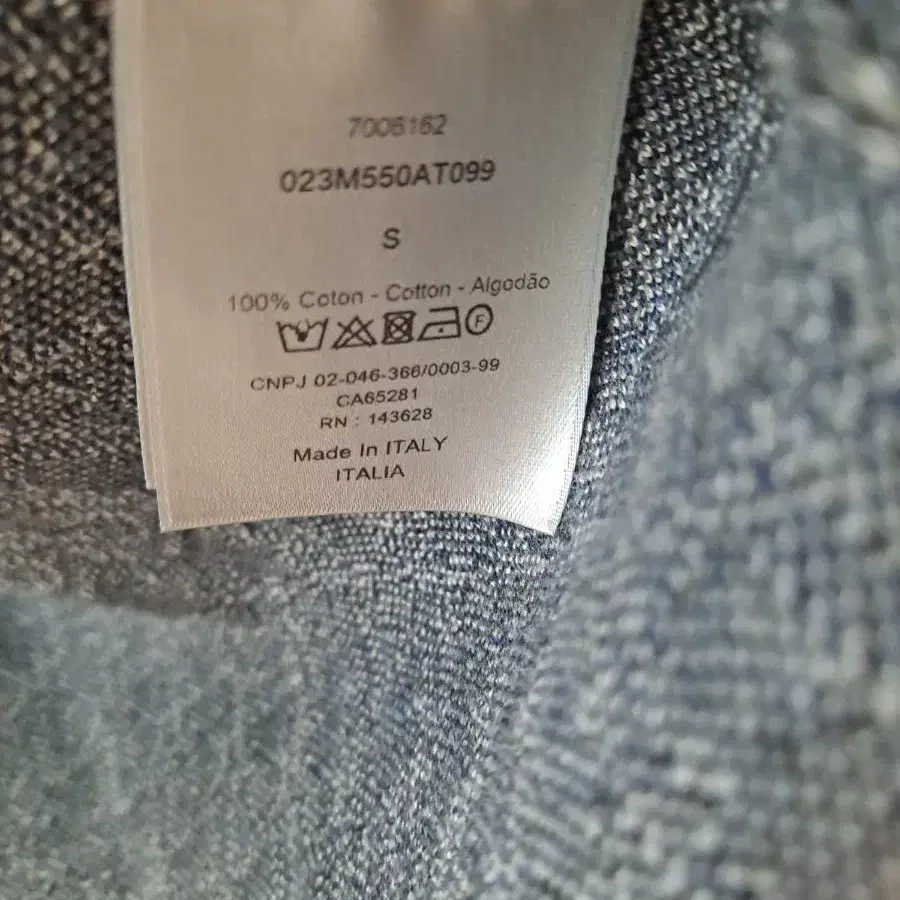 7006162
023M550AT099
S
100% Coton - Cotton - Algodão
F
CNPJ 02-046-366/0003-99
CA65281
RN : 143628
Made In ITALY
ITALIA